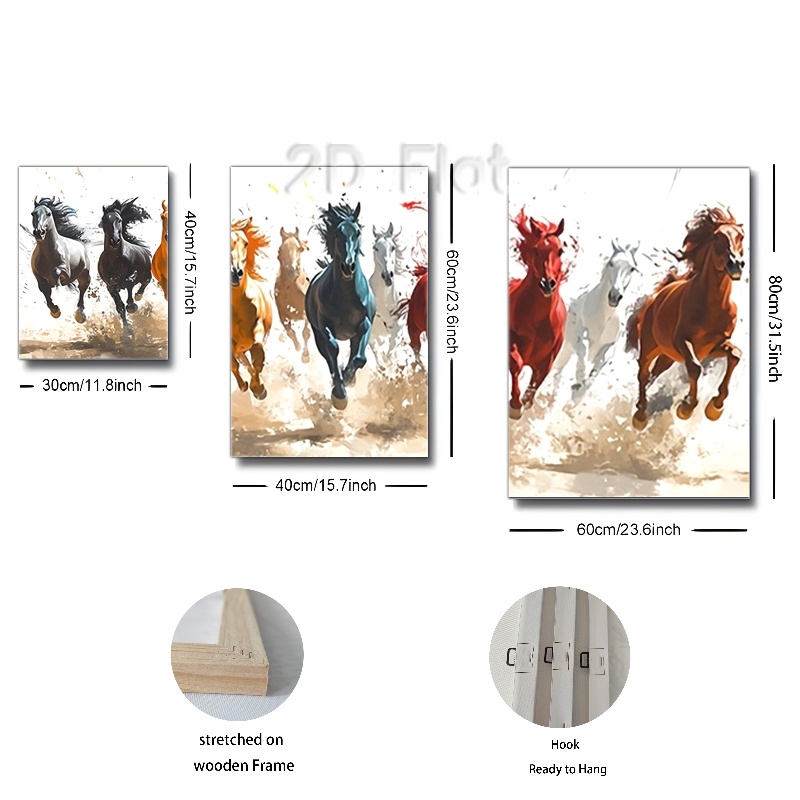 2D Flat
40cm/15.7inch
30cm/11.8inch
60cm/23.6inch
40cm/15.7inch
80cm/31.5inch
60cm/23.6inch
stretched on
wooden Frame
Hook
Ready to Hang